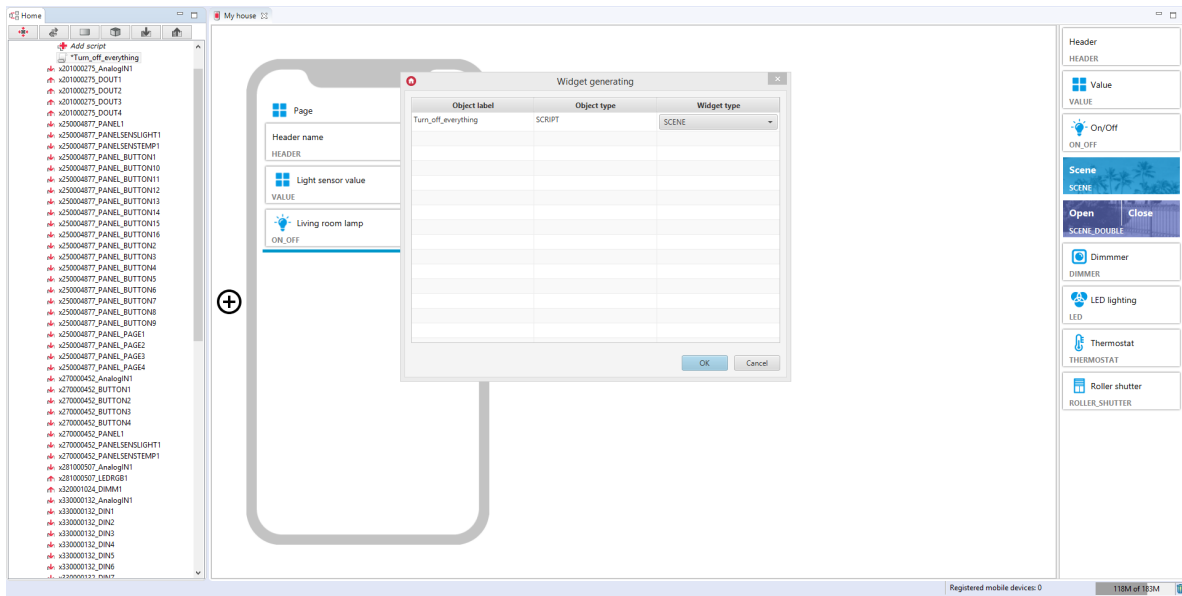 Home
My house
Add script
*Turn_off_everything
x201000275_AnalogIN1
x201000275_DOUT1
x201000275_DOUT2
x201000275_DOUT3
x201000275_DOUT4
x250004877_PANEL1
x250004877_PANELSENSLIGHT1
x250004877_PANELSENSTEMP1
x250004877_PANEL_BUTTON1
x250004877_PANEL_BUTTON10
x250004877_PANEL_BUTTON11
x250004877_PANEL_BUTTON12
x250004877_PANEL_BUTTON13
x250004877_PANEL_BUTTON14
x250004877_PANEL_BUTTON15
x250004877_PANEL_BUTTON16
x250004877_PANEL_BUTTON2
x250004877_PANEL_BUTTON3
x250004877_PANEL_BUTTON4
x250004877_PANEL_BUTTON5
x250004877_PANEL_BUTTON6
x250004877_PANEL_BUTTON7
x250004877_PANEL_BUTTON8
x250004877_PANEL_BUTTON9
x250004877_PANEL_PAGE1
x250004877_PANEL_PAGE2
x250004877_PANEL_PAGE3
x250004877_PANEL_PAGE4
x270000452_AnalogIN1
x270000452_BUTTON1
x270000452_BUTTON2
x270000452_BUTTON3
x270000452_BUTTON4
x270000452_PANEL1
x270000452_PANELSENSLIGHT1
x270000452_PANELSENSTEMP1
x281000507_AnalogIN1
x281000507_LEDRGB1
x320001024_DIMM1
x330000132_AnalogIN1
x330000132_DIN1
x330000132_DIN2
x330000132_DIN3
x330000132_DIN4
x330000132_DIN5
x330000132_DIN6
x330000132_DIN7
Page
Header name
HEADER
Light sensor value
VALUE
Living room lamp
ON_OFF
Widget generating
Object label Object type Widget type
Turn_off_everything SCRIPT SCENE
OK Cancel
Header
HEADER
Value
VALUE
On/Off
ON_OFF
Scene
SCENE
Open Close
SCENE_DOUBLE
Dimmmer
DIMMER
LED lighting
LED
Thermostat
THERMOSTAT
Roller shutter
ROLLER_SHUTTER
Registered mobile devices: 0
118M of 183M